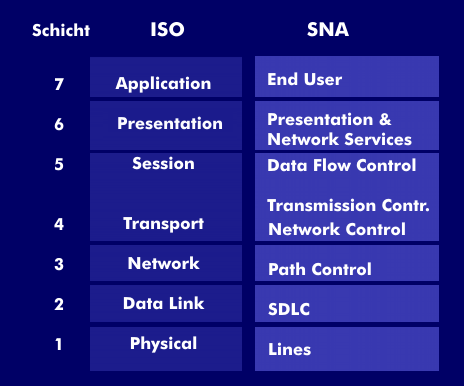 Schicht ISO SNA
7 Application End User
6 Presentation Presentation &
Network Services
5 Session Data Flow Control
Transmission Contr.
4 Transport Network Control
3 Network Path Control
2 Data Link SDLC
1 Physical Lines